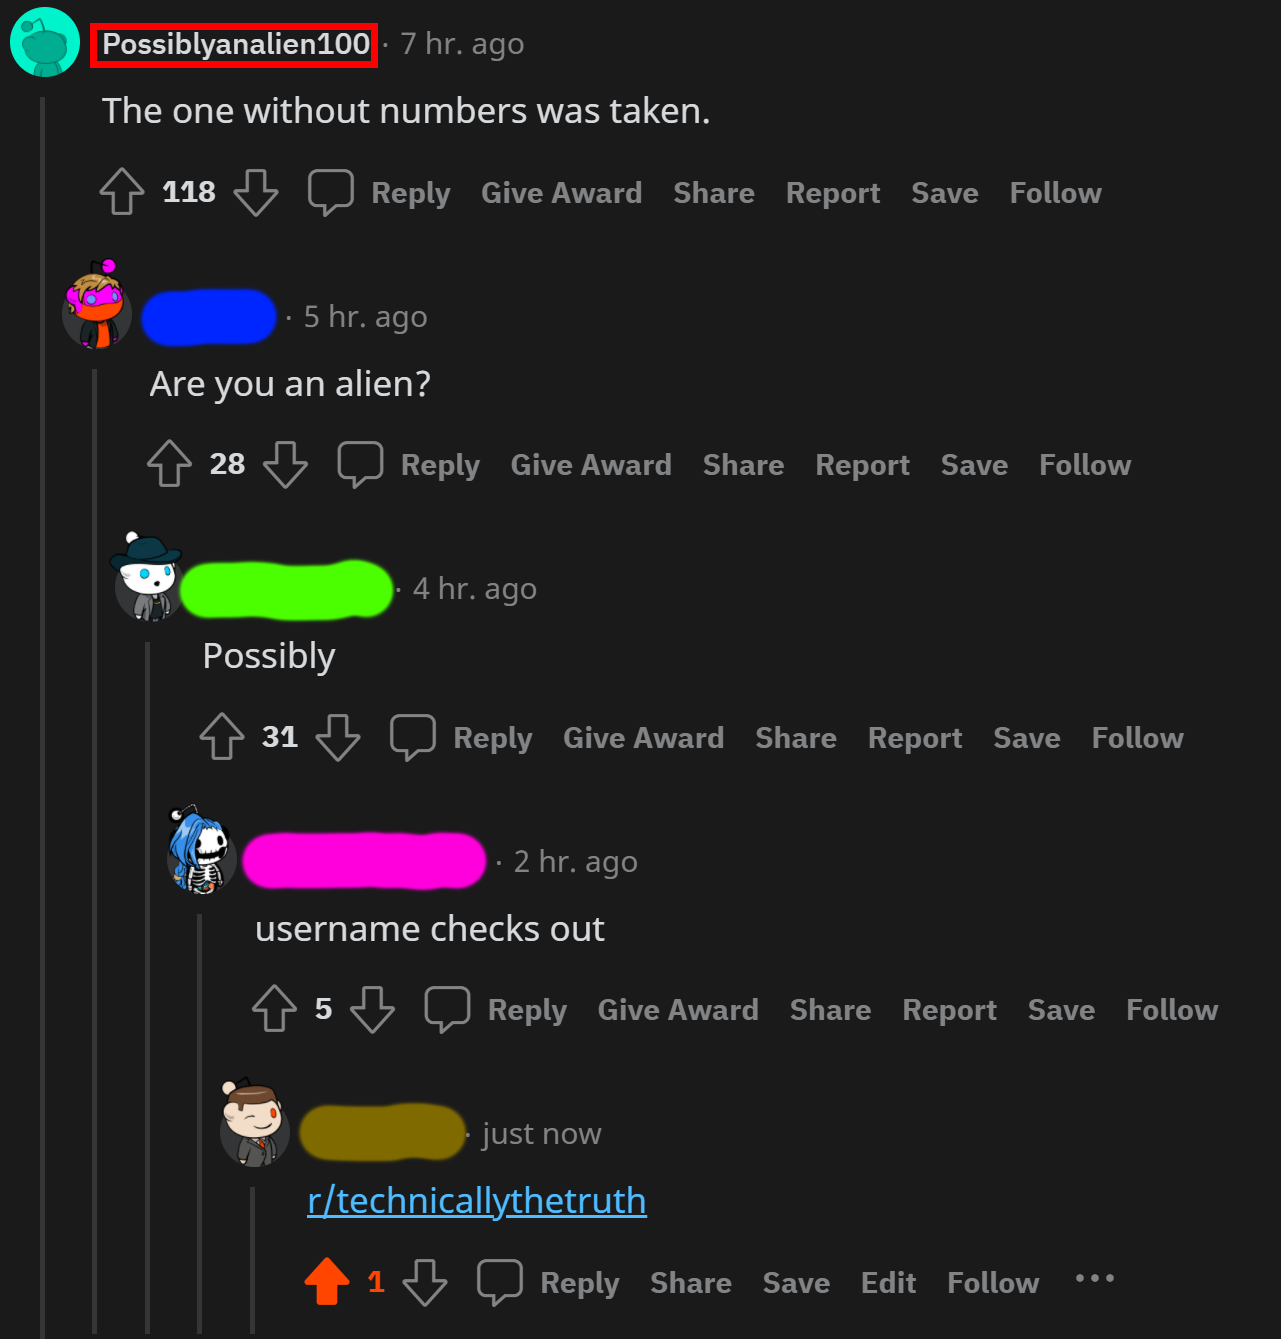 Possiblyanalien100 · 7 hr. ago
The one without numbers was taken.
118 Reply Give Award Share Report Save Follow
· 5 hr. ago
Are you an alien?
28 Reply Give Award Share Report Save Follow
· 4 hr. ago
Possibly
31 Reply Give Award Share Report Save Follow
· 2 hr. ago
username checks out
5 Reply Give Award Share Report Save Follow
· just now
r/technicallythetruth
1 Reply Share Save Edit Follow ...